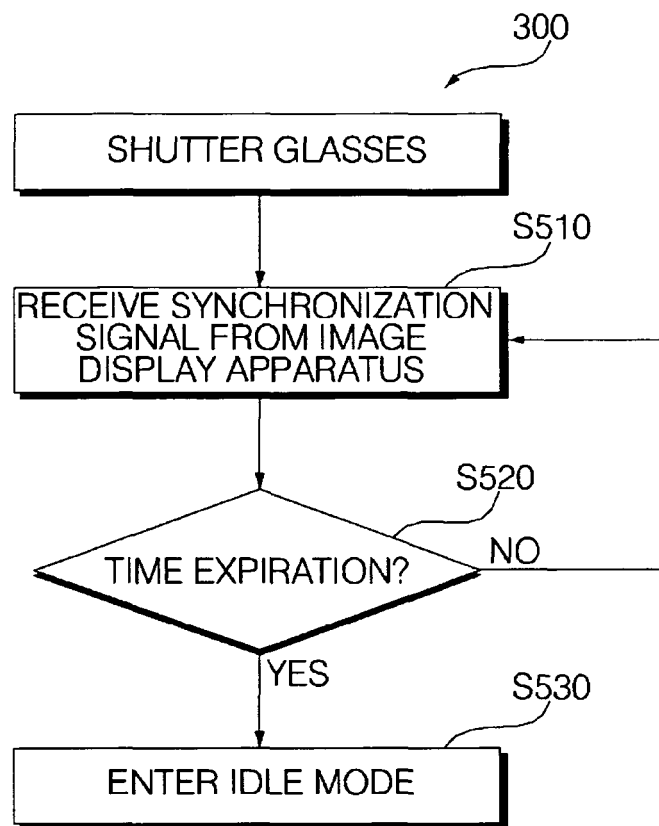 300
SHUTTER GLASSES
S510
RECEIVE SYNCHRONIZATION
SIGNAL FROM IMAGE
DISPLAY APPARATUS
S520
TIME EXPIRATION?
NO
YES
S530
ENTER IDLE MODE